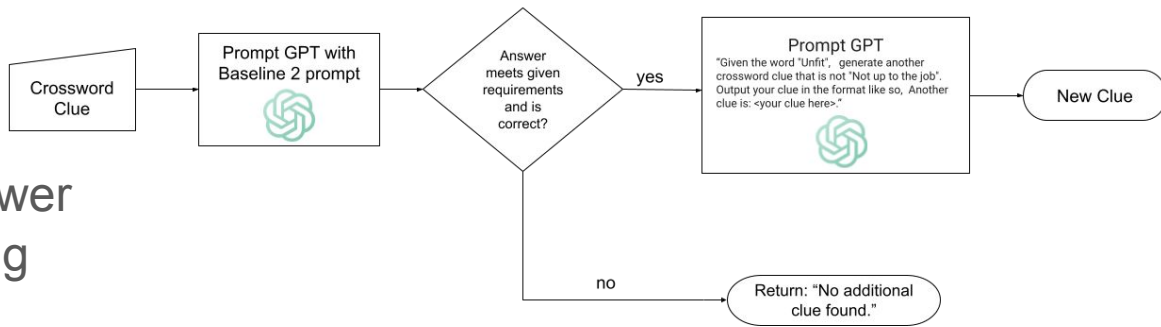 Crossword
Clue
Prompt GPT with
Baseline 2 prompt
Answer
meets given
requirements
and is
correct?
yes
Prompt GPT
"Given the word "Unfit", generate another
crossword clue that is not "Not up to the job".
Output your clue in the format like so, Another
clue is: <your clue here>."
New Clue
no
Return: "No additional
clue found."